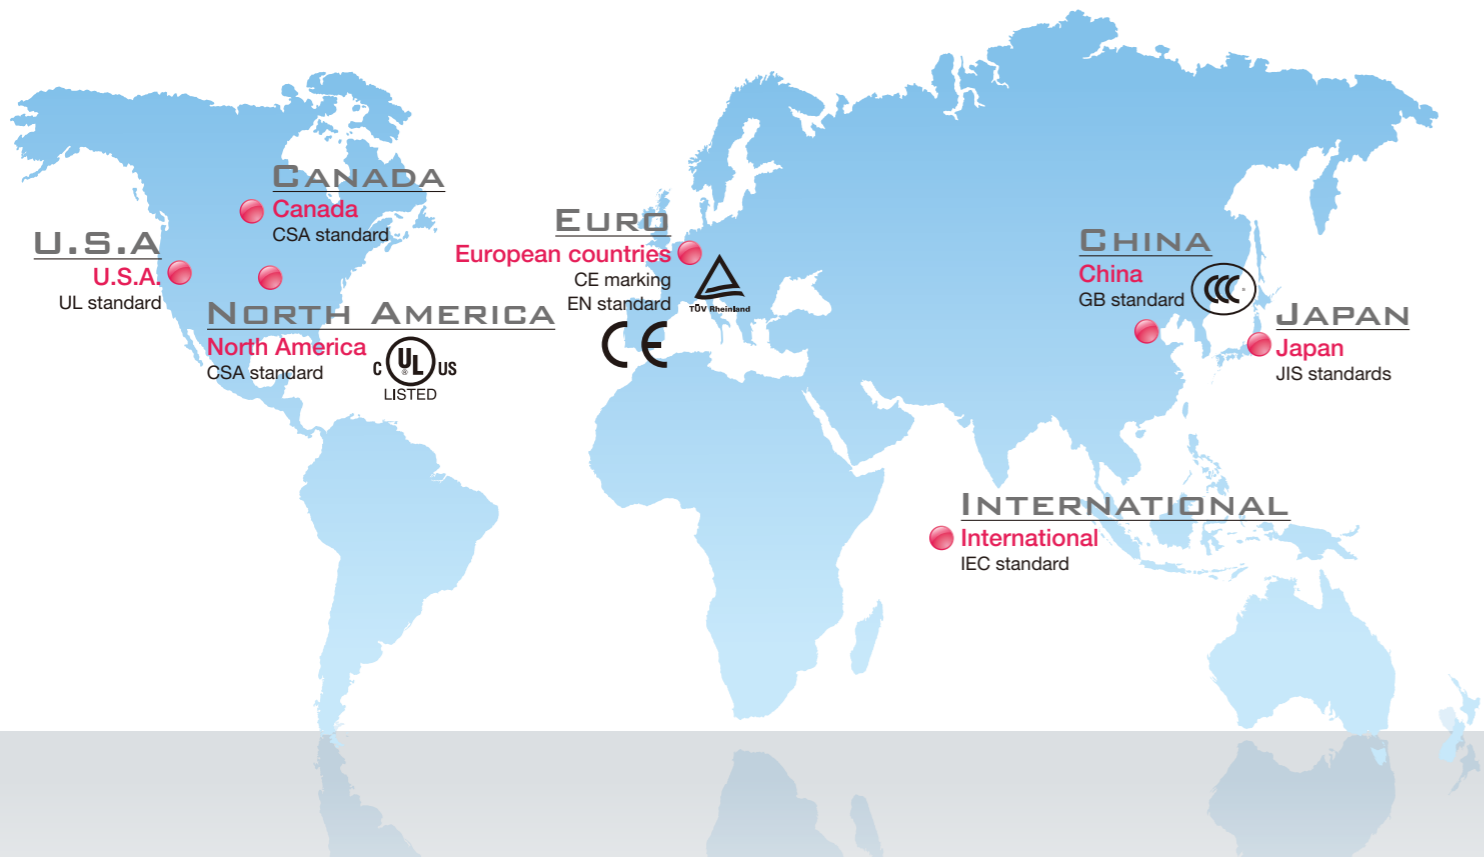 CANADA
Canada
CSA standard
U.S.A
U.S.A.
UL standard
NORTH AMERICA
North America
CSA standard
C UL US
®
LISTED
EURO
European countries
CE marking
EN standard
CE
TÜV Rheinland
CHINA
China
GB standard
CCC
JAPAN
Japan
JIS standards
INTERNATIONAL
International
IEC standard